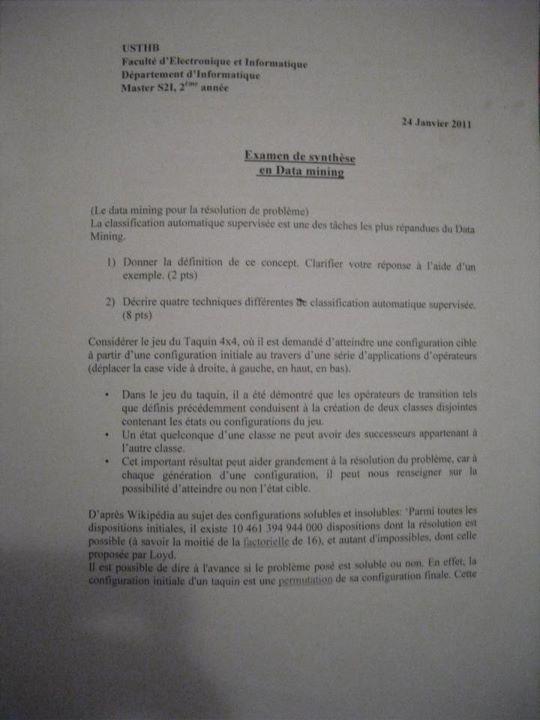 USTHB
Faculté d'Electronique et Informatique
Département d'Informatique
Master S2I, 2ème année
24 Janvier 2011
Examen de synthèse
en Data mining
(Le data mining pour la résolution de problème)
La classification automatique supervisée est une des tâches les plus répandues du Data
Mining.
1) Donner la définition de ce concept. Clarifier votre réponse à l'aide d'un
exemple. (2 pts)
2) Décrire quatre techniques différentes de classification automatique supervisée.
(8 pts)
Considérer le jeu du Taquin 4x4, où il est demandé d'atteindre une configuration cible
à partir d'une configuration initiale au travers d'une série d'applications d'opérateurs
(déplacer la case vide à droite, à gauche, en haut, en bas).
• Dans le jeu du taquin, il a été démontré que les opérateurs de transition tels
que définis précédemment conduisent à la création de deux classes disjointes
contenant les états ou configurations du jeu.
• Un état quelconque d'une classe ne peut avoir des successeurs appartenant à
l'autre classe.
• Cet important résultat peut aider grandement à la résolution du problème, car à
chaque génération d'une configuration, il peut nous renseigner sur la
possibilité d'atteindre ou non l'état cible.
D'après Wikipédia au sujet des configurations solubles et insolubles: 'Parmi toutes les
dispositions initiales, il existe 10 461 394 944 000 dispositions dont la résolution est
possible (à savoir la moitié de la factorielle de 16), et autant d'impossibles, dont celle
proposée par Loyd.
Il est possible de dire à l'avance si le problème posé est soluble ou non. En effet, la
configuration initiale d'un taquin est une permutation de sa configuration finale. Cette